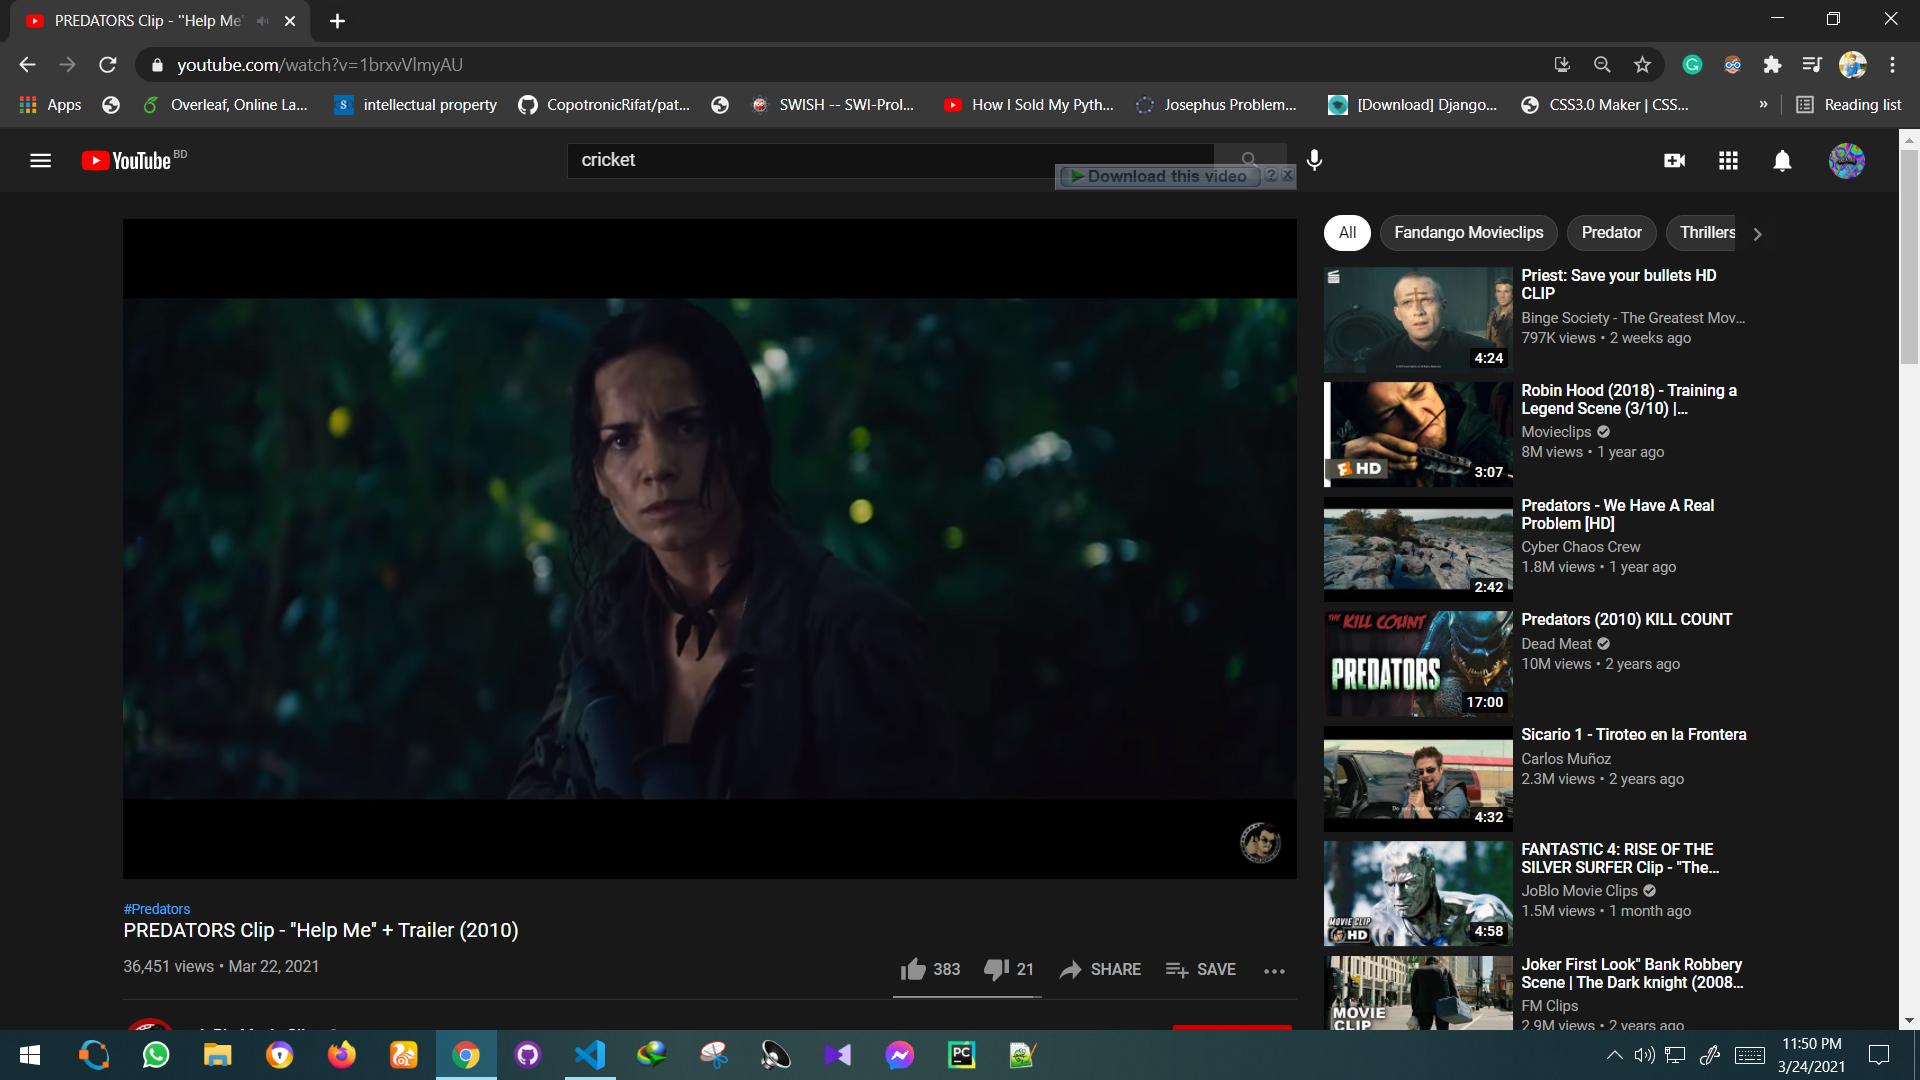 PREDATORS Clip - "Help Me"
youtube.com/watch?v=1brxvVlmyAU
Apps
Overleaf, Online La...
intellectual property
CopotronicRifat/pat...
SWISH -- SWI-Prol...
How I Sold My Pyth...
Josephus Problem...
[Download] Django...
CSS3.0 Maker | CSS...
»
Reading list
YouTube BD
cricket
Download this video
All
Fandango Movieclips
Predator
Thrillers
Priest: Save your bullets HD
CLIP
Binge Society - The Greatest Mov...
797K views • 2 weeks ago
4:24
Robin Hood (2018) - Training a
Legend Scene (3/10) |...
Movieclips
8M views • 1 year ago
HD
3:07
Predators - We Have A Real
Problem [HD]
Cyber Chaos Crew
1.8M views • 1 year ago
2:42
THE KILL COUNT
PREDATORS
17:00
Predators (2010) KILL COUNT
Dead Meat
10M views • 2 years ago
Sicario 1 - Tiroteo en la Frontera
Carlos Muñoz
2.3M views • 2 years ago
4:32
FANTASTIC 4: RISE OF THE
SILVER SURFER Clip - "The...
JoBlo Movie Clips
1.5M views • 1 month ago
MOVIE CLIP
HD
4:58
Joker First Look" Bank Robbery
Scene | The Dark knight (2008...
FM Clips
2.9M views • 2 years ago
MOVIE
CLIP
#Predators
PREDATORS Clip - "Help Me" + Trailer (2010)
36,451 views • Mar 22, 2021
383
21
SHARE
SAVE
PC
11:50 PM
3/24/2021